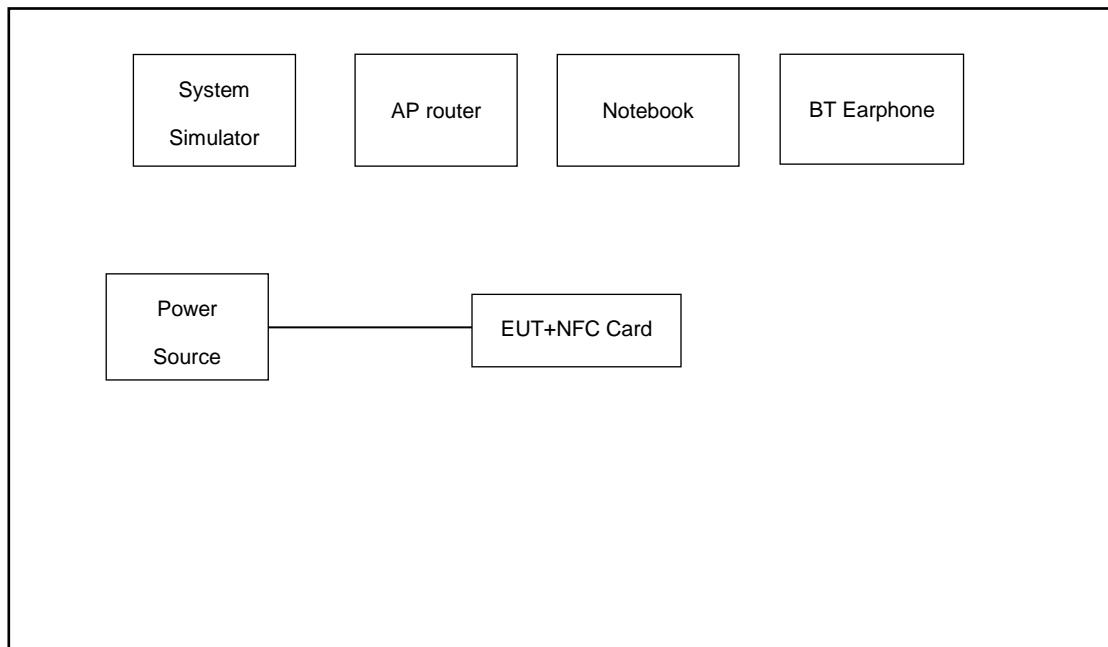 System
Simulator
AP router
Notebook
BT Earphone
Power
Source
EUT+NFC Card